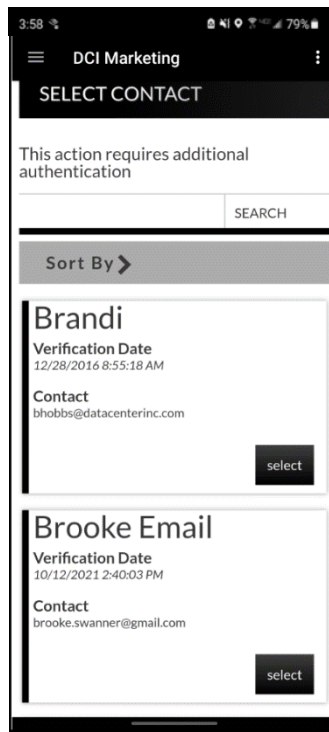 3:58 79%
DCI Marketing
SELECT CONTACT
This action requires additional
authentication
SEARCH
Sort By
Brandi
Verification Date
12/28/2016 8:55:18 AM
Contact
bhobbs@datacenterinc.com
select
Brooke Email
Verification Date
10/12/2021 2:40:03 PM
Contact
brooke.swanner@gmail.com
select